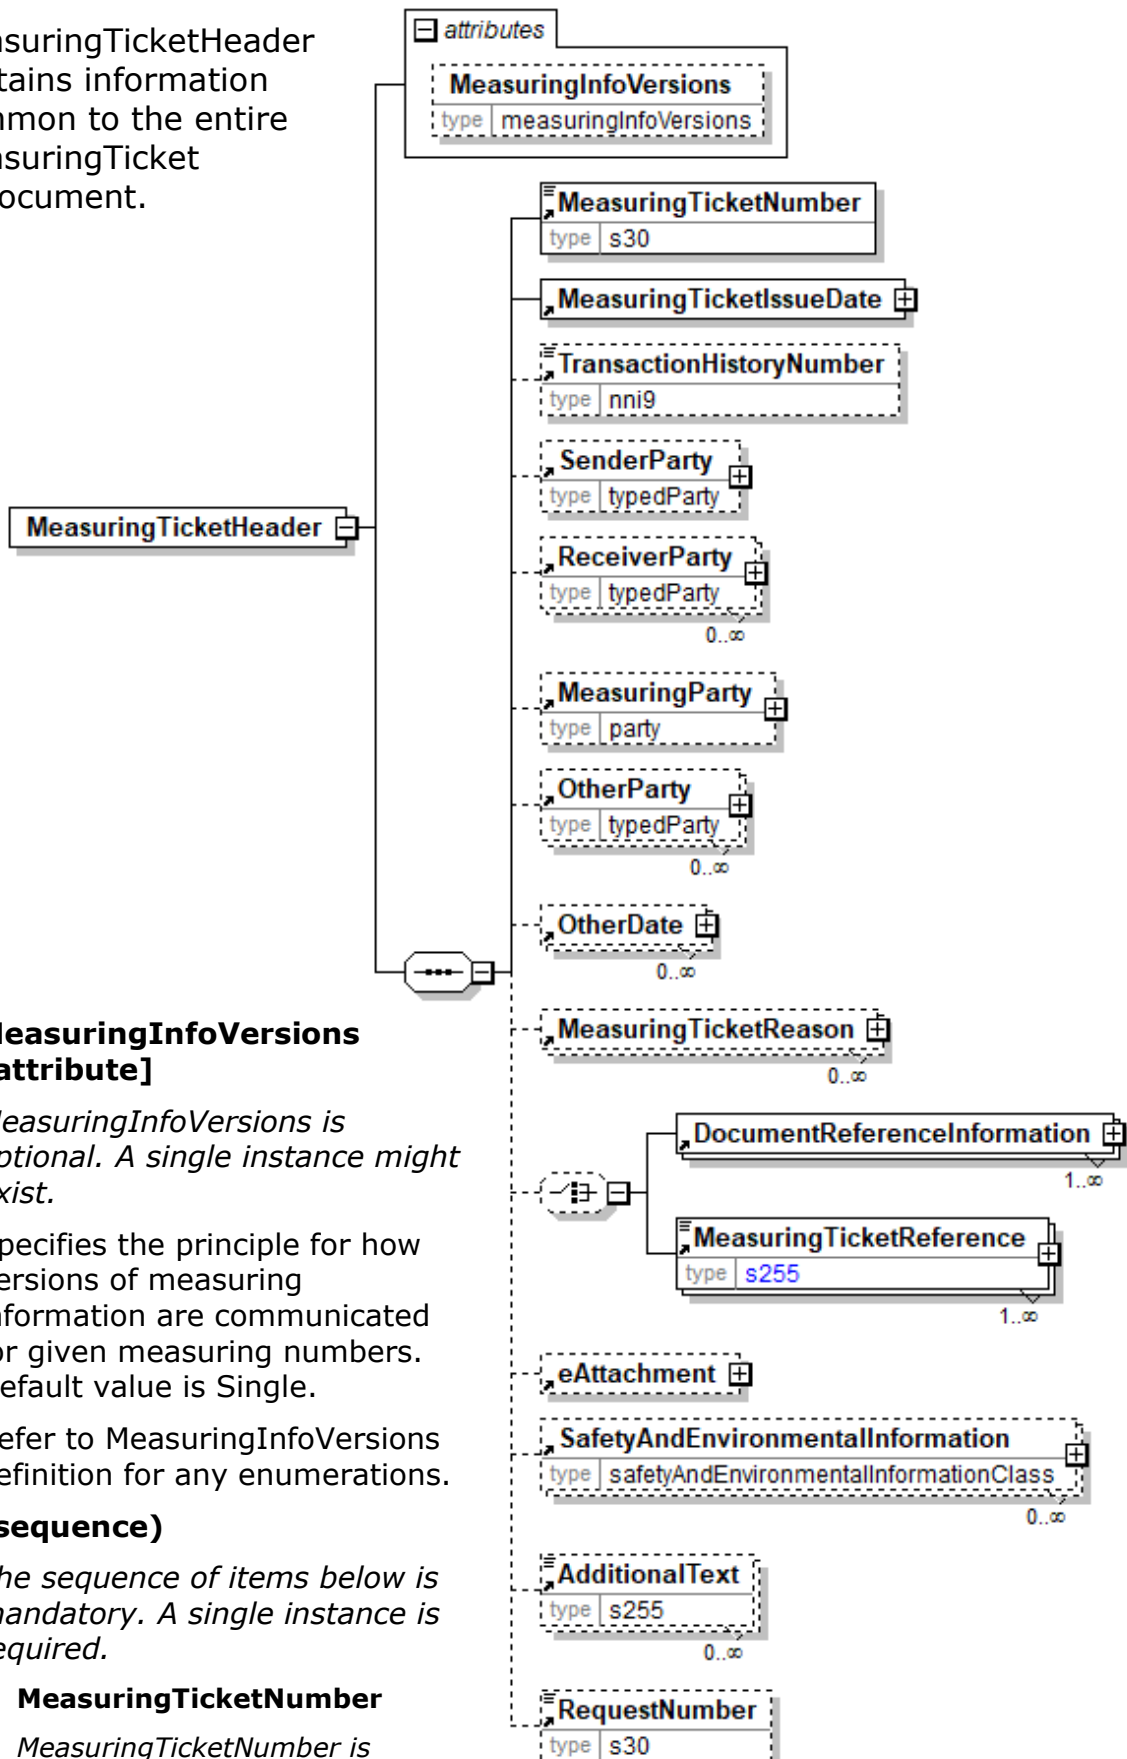 asuringTicketHeader
tains information
mmon to the entire
asuringTicket
ocument.
attributes
MeasuringInfoVersions
type measuringInfoVersions
MeasuringTicketNumber
type s30
MeasuringTicketIssueDate
TransactionHistoryNumber
type nni9
SenderParty
type typedParty
MeasuringTicketHeader
ReceiverParty
type typedParty
0..∞
MeasuringParty
type party
OtherParty
type typedParty
0..∞
OtherDate
0..∞
MeasuringTicketReason
0..∞
DocumentReferenceInformation
1..∞
MeasuringTicketReference
type s255
1..∞
eAttachment
SafetyAndEnvironmentalInformation
type safetyAndEnvironmentalInformationClass
0..∞
AdditionalText
type s255
0..∞
RequestNumber
type s30
MeasuringInfoVersions
attribute]
MeasuringInfoVersions is
ptional. A single instance might
xist.
pecifies the principle for how
ersions of measuring
nformation are communicated
or given measuring numbers.
efault value is Single.
efer to MeasuringInfoVersions
efinition for any enumerations.
sequence)
he sequence of items below is
mandatory. A single instance is
equired.
MeasuringTicketNumber
MeasuringTicketNumber is